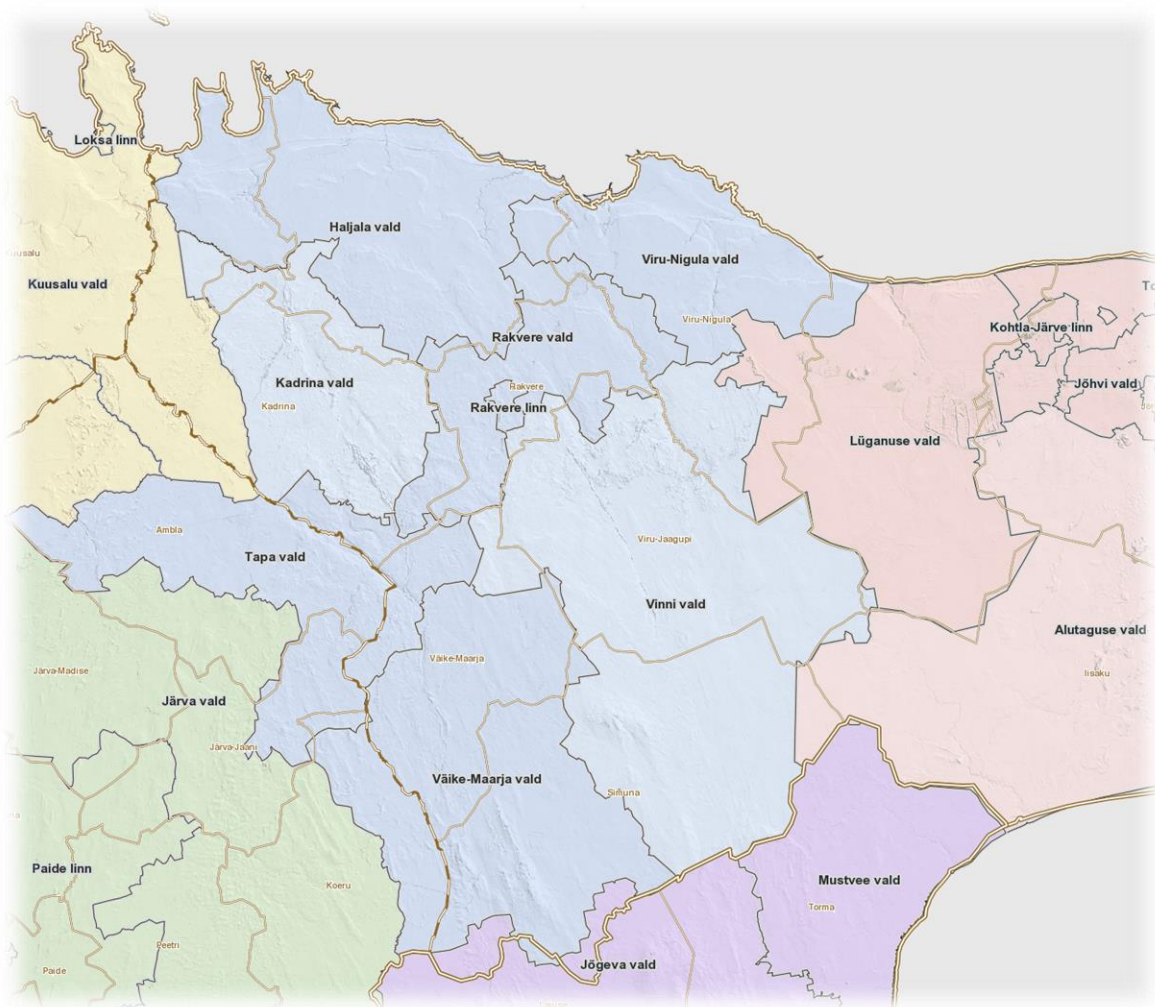 Loksa linn
Haljala vald
Kuusalu
Viru-Nigula vald
Kuusalu vald
Viru-Nigula
Kohtla-Järve linn
Rakvere vald
Kadrina vald
Rakvere
Jõhvi vald
Kadrina
Rakvere linn
Lüganuse vald
Ambla
Viru-Jaagupi
Tapa vald
Vinni vald
Alutaguse vald
Väike-Maarja
Järva-Madise
Iisaku
Järva vald
Järva-Jaani
Väike-Maarja vald
Simuna
Paide linn
Koeru
Mustvee vald
Torma
Peetri
Jõgeva vald
Paide